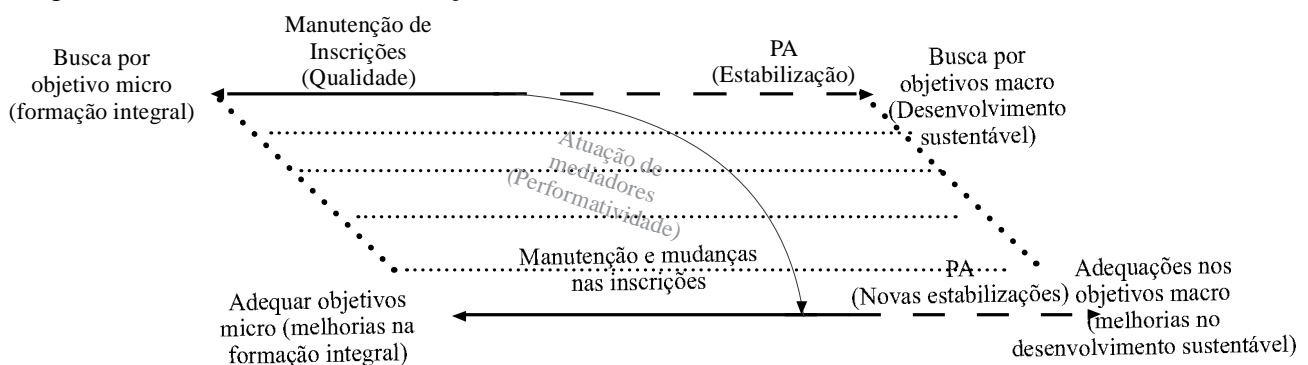 Manutenção de
Inscrições
(Qualidade)
Busca por
objetivo micro
(formação integral)
PA
(Estabilização)
Busca por
objetivos macro
(Desenvolvimento
sustentável)
Atuação de
mediadores
(Performatividade)
Manutenção e mudanças
nas inscrições
PA
(Novas estabilizações)
Adequações nos
objetivos macro
(melhorias no
desenvolvimento sustentável)
Adequar objetivos
micro (melhorias na
formação integral)